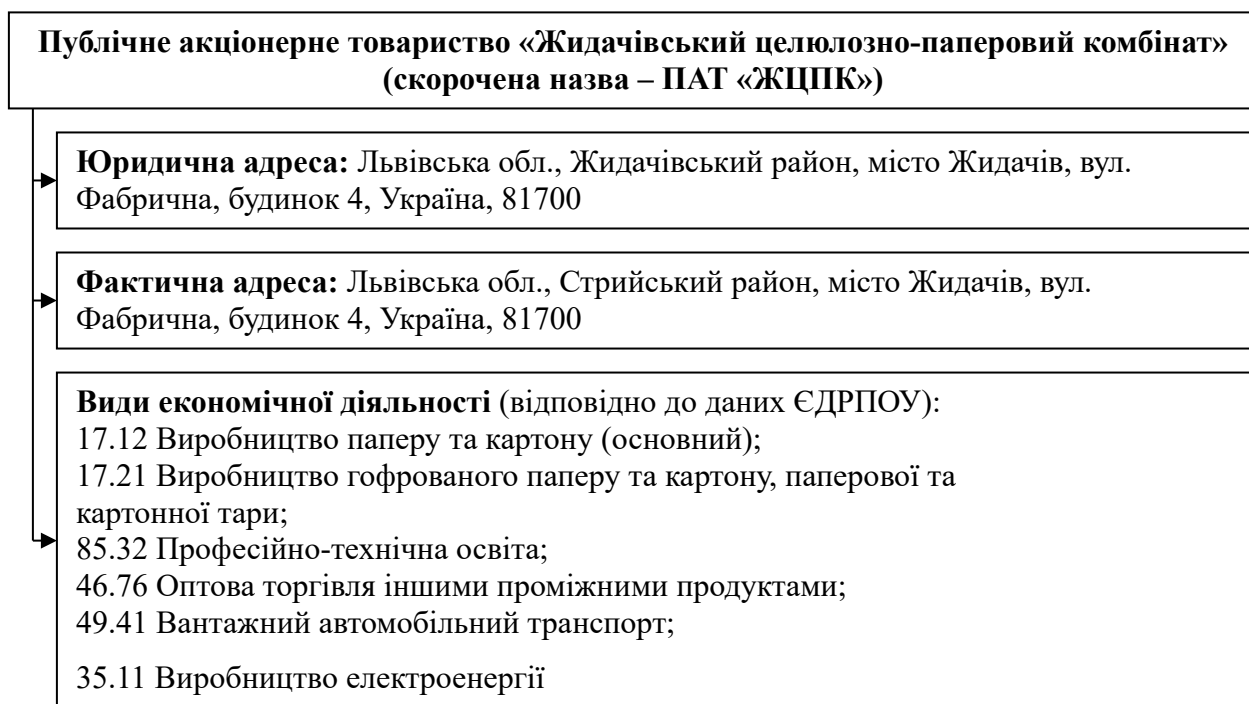 Публічне акціонерне товариство «Жидачівський целюлозно-паперовий комбінат»
(скорочена назва – ПАТ «ЖЦПК»)
Юридична адреса: Львівська обл., Жидачівський район, місто Жидачів, вул.
Фабрична, будинок 4, Україна, 81700
Фактична адреса: Львівська обл., Стрийський район, місто Жидачів, вул.
Фабрична, будинок 4, Україна, 81700
Види економічної діяльності (відповідно до даних ЄДРПОУ):
17.12 Виробництво паперу та картону (основний);
17.21 Виробництво гофрованого паперу та картону, паперової та
картонної тари;
85.32 Професійно-технічна освіта;
46.76 Оптова торгівля іншими проміжними продуктами;
49.41 Вантажний автомобільний транспорт;
35.11 Виробництво електроенергії